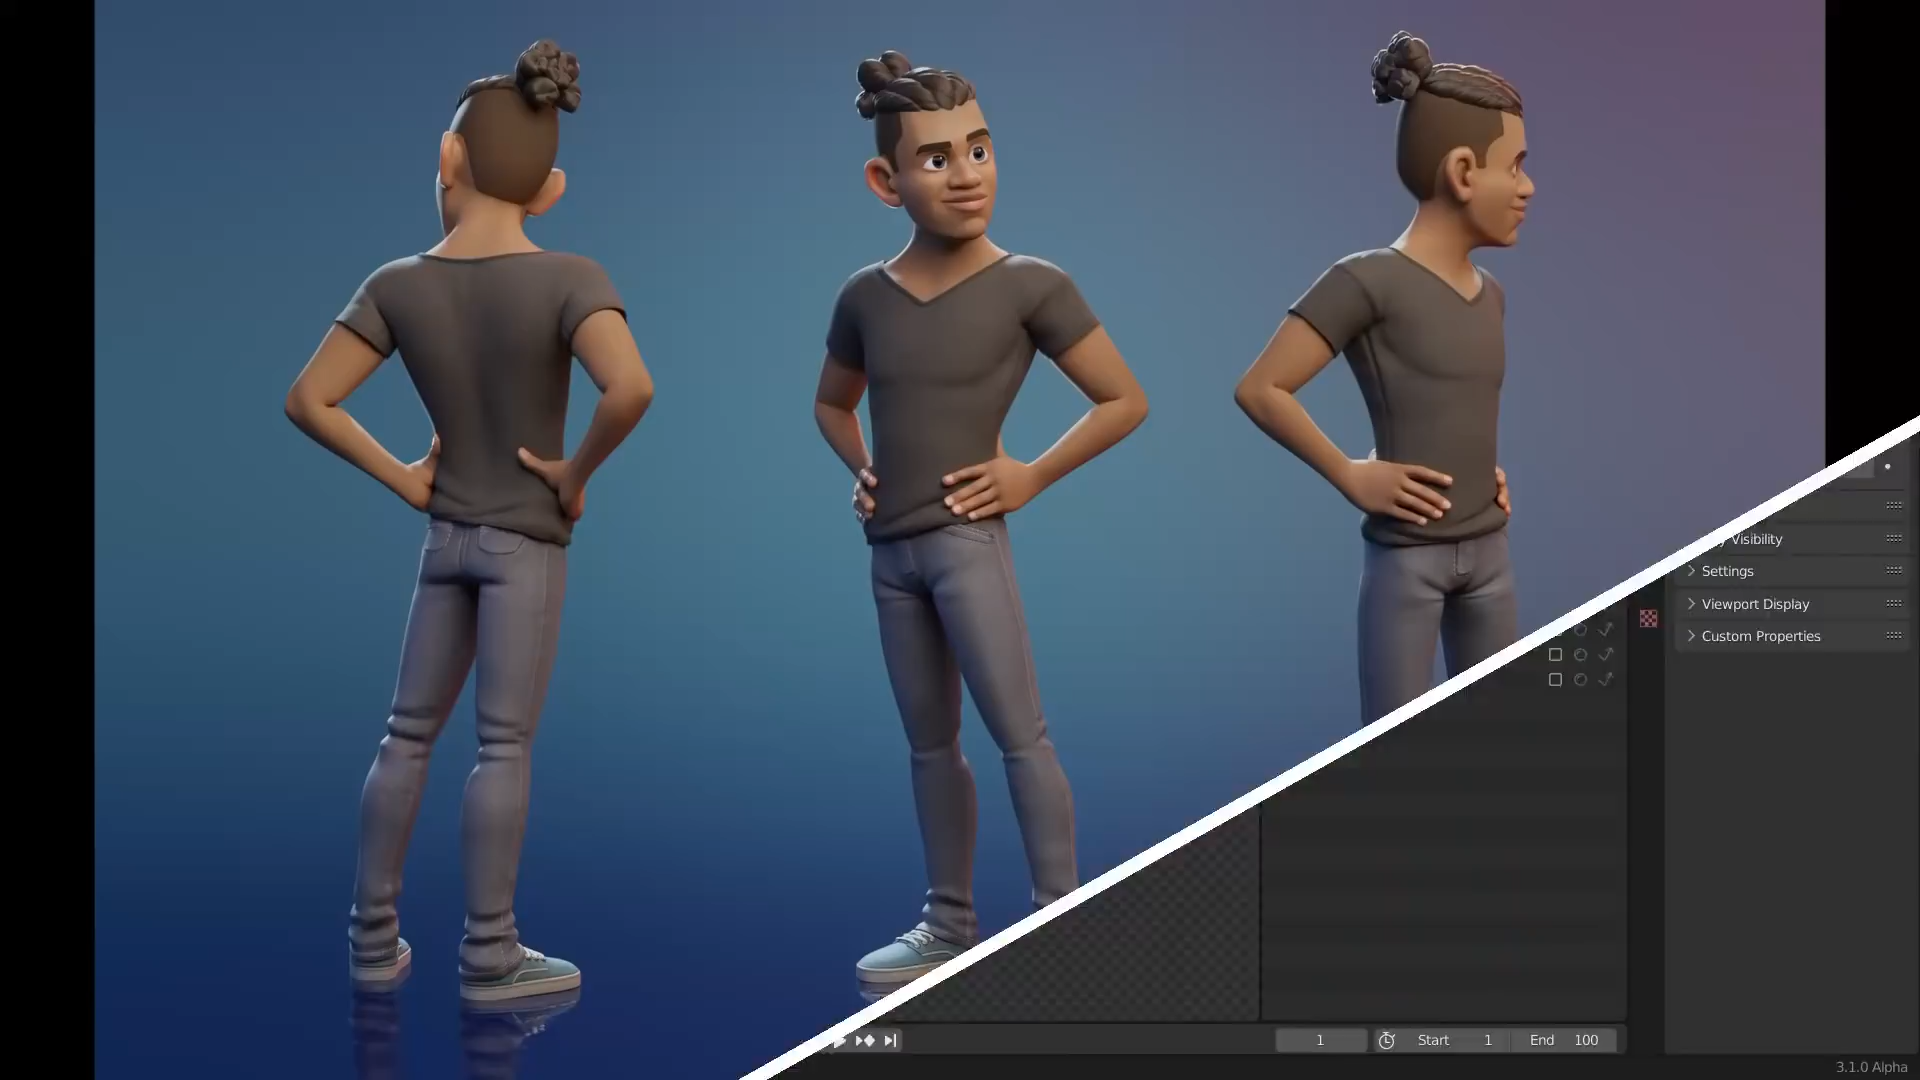 Visibility
Settings
Viewport Display
Custom Properties
1
Start 1
End 100
3.1.0 Alpha